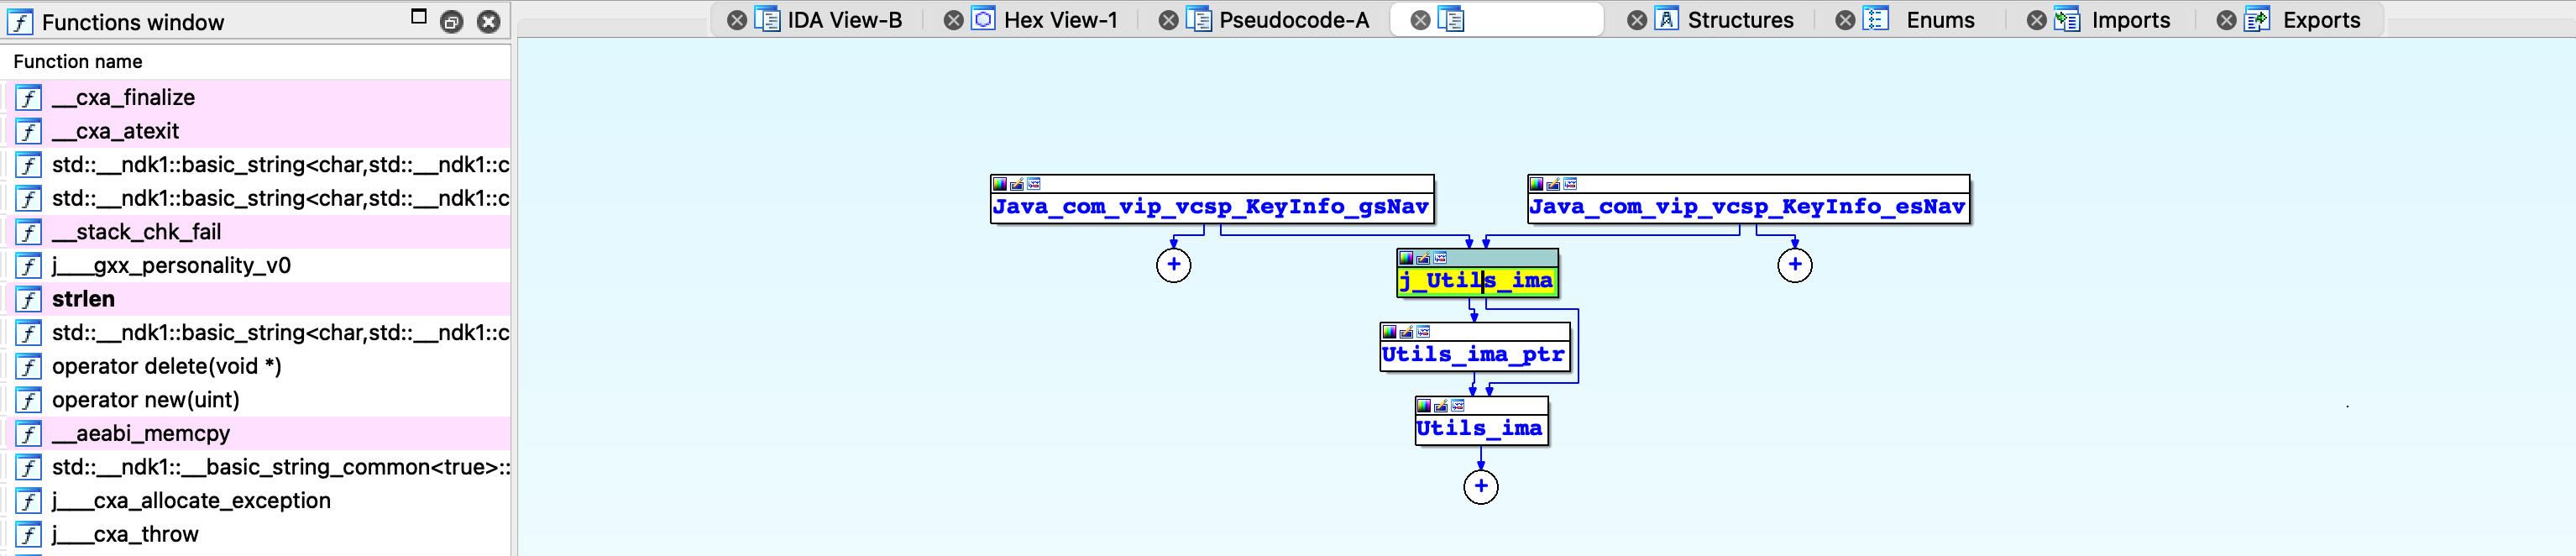 Functions window
IDA View-B
Hex View-1
Pseudocode-A
Structures
Enums
Imports
Exports
Function name
__cxa_finalize
__cxa_atexit
std::__ndk1::basic_string<char,std::__ndk1::c
std::__ndk1::basic_string<char,std::__ndk1::c
__stack_chk_fail
j___gxx_personality_v0
strlen
std::__ndk1::basic_string<char,std::__ndk1::c
operator delete(void *)
operator new(uint)
__aeabi_memcpy
std::__ndk1::__basic_string_common<true>::
j___cxa_allocate_exception
j___cxa_throw
Java_com_vip_vcsp_KeyInfo_gsNav
Java_com_vip_vcsp_KeyInfo_esNav
j_Utils_ima
Utils_ima_ptr
Utils_ima